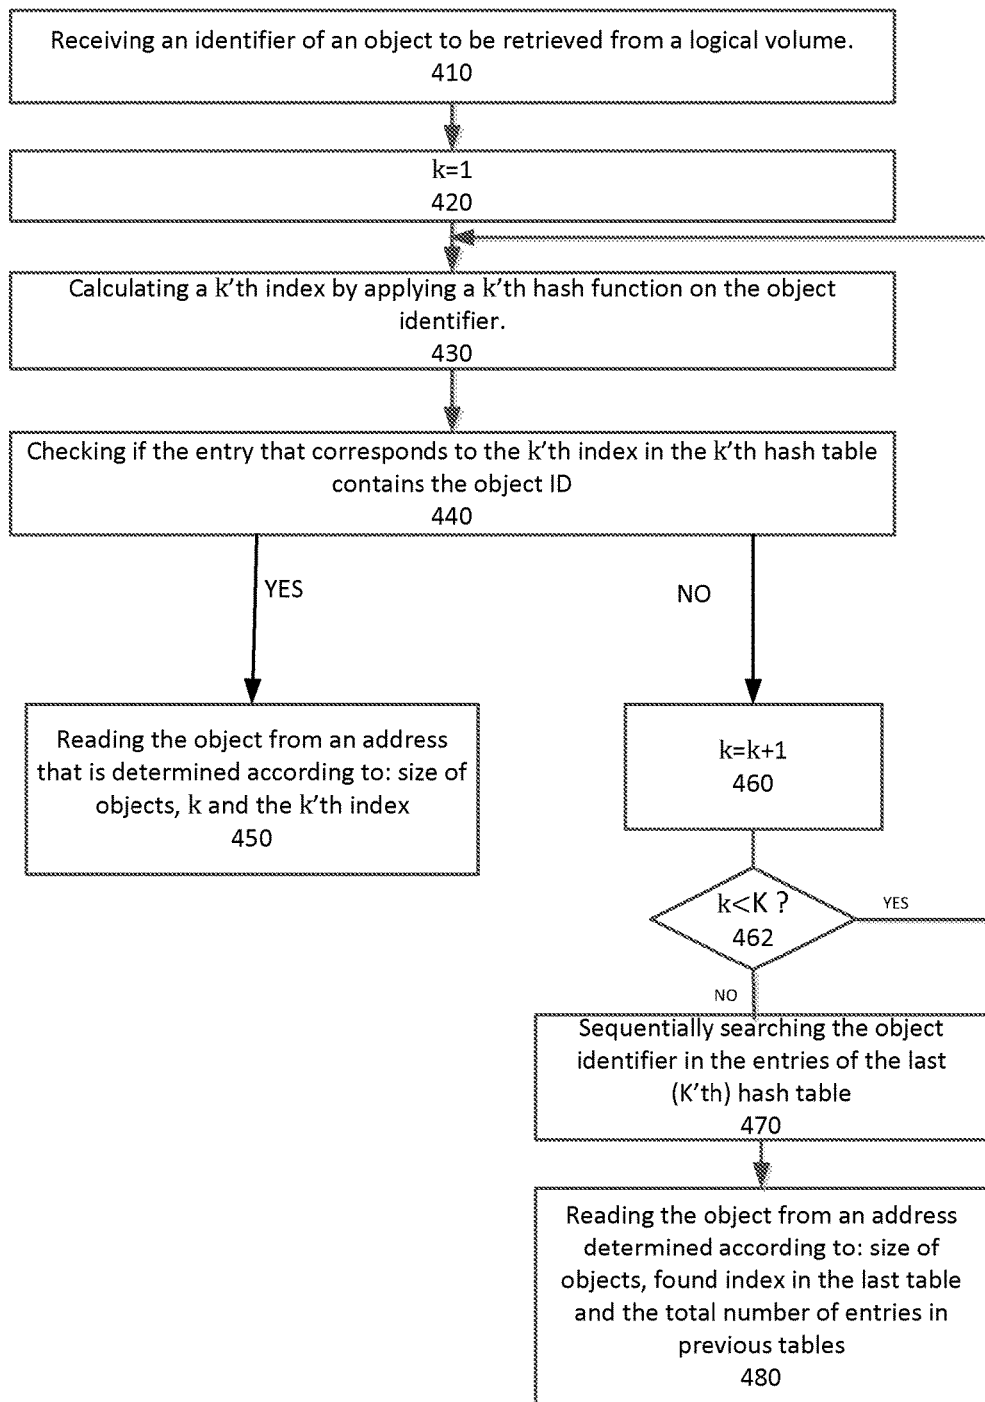 Receiving an identifier of an object to be retrieved from a logical volume.
410
k=1
420
Calculating a k'th index by applying a k'th hash function on the object
identifier.
430
Checking if the entry that corresponds to the k'th index in the k'th hash table
contains the object ID
440
YES
NO
Reading the object from an address
that is determined according to: size of
objects, k and the k'th index
450
k=k+1
460
k<K ?
462
YES
NO
Sequentially searching the object
identifier in the entries of the last
(K'th) hash table
470
Reading the object from an address
determined according to: size of
objects, found index in the last table
and the total number of entries in
previous tables
480